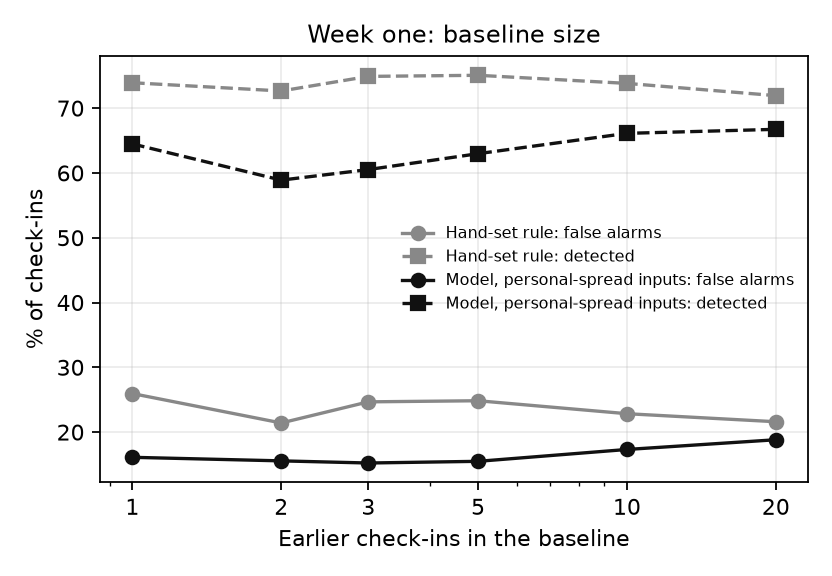 Week one: baseline size
% of check-ins
70
60
50
40
30
20
Hand-set rule: false alarms
Hand-set rule: detected
Model, personal-spread inputs: false alarms
Model, personal-spread inputs: detected
1 2 3 5 10 20
Earlier check-ins in the baseline